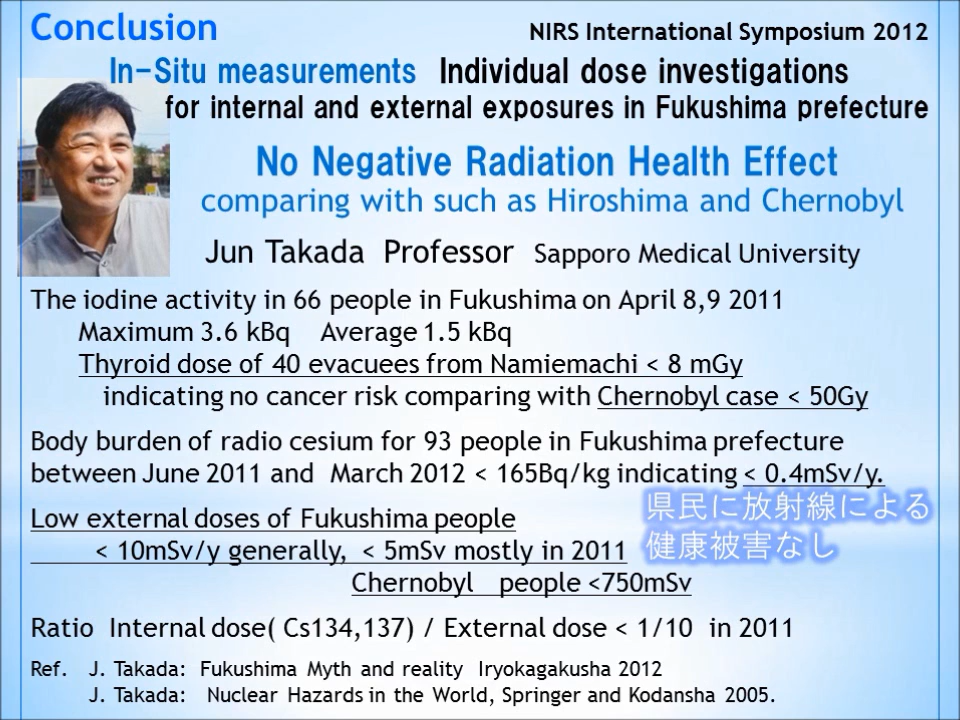 Conclusion NIRS International Symposium 2012
In-Situ measurements Individual dose investigations
for internal and external exposures in Fukushima prefecture
No Negative Radiation Health Effect
comparing with such as Hiroshima and Chernobyl
Jun Takada Professor Sapporo Medical University
The iodine activity in 66 people in Fukushima on April 8,9 2011
Maximum 3.6 kBq Average 1.5 kBq
Thyroid dose of 40 evacuees from Namiemachi < 8 mGy
indicating no cancer risk comparing with Chernobyl case < 50Gy
Body burden of radio cesium for 93 people in Fukushima prefecture
between June 2011 and March 2012 < 165Bq/kg indicating < 0.4mSv/y.
県民に放射線による
健康被害なし
Low external doses of Fukushima people
< 10mSv/y generally, < 5mSv mostly in 2011
Chernobyl people <750mSv
Ratio Internal dose( Cs134,137) / External dose < 1/10 in 2011
Ref. J. Takada: Fukushima Myth and reality Iryokagakusha 2012
J. Takada: Nuclear Hazards in the World, Springer and Kodansha 2005.